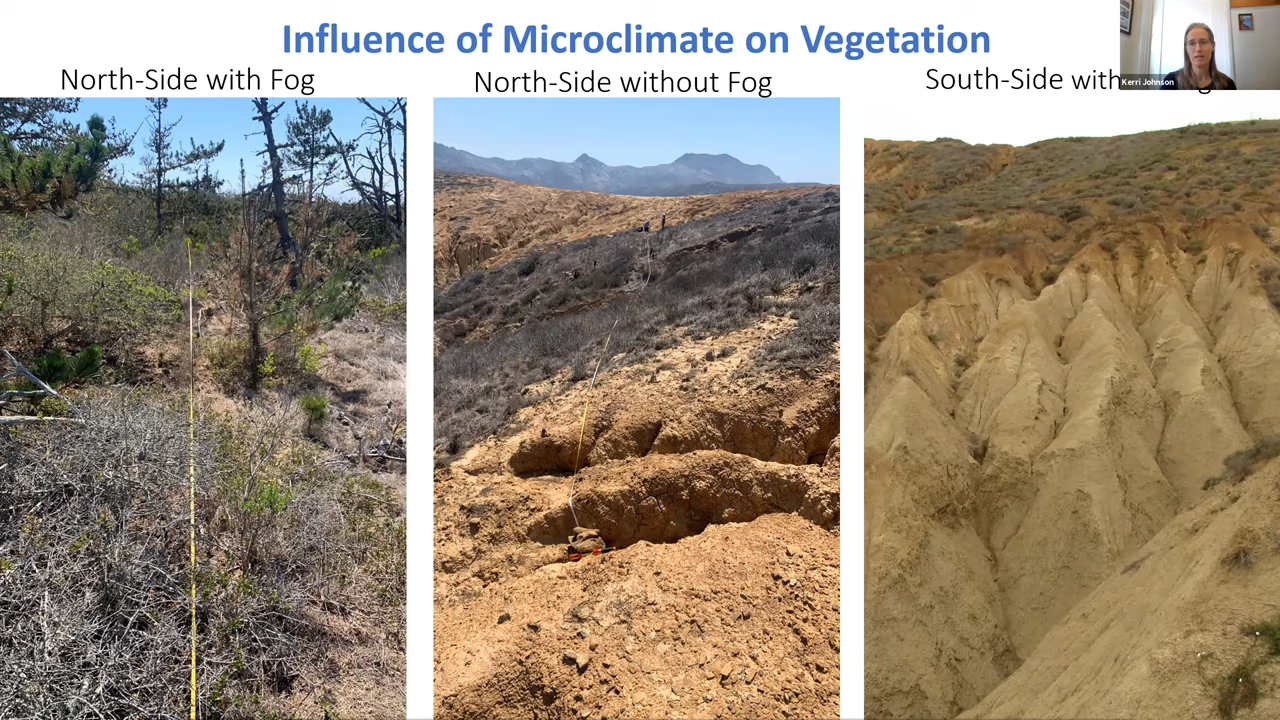 Influence of Microclimate on Vegetation
North-Side with Fog
North-Side without Fog
South-Side with
Kerri Johnson